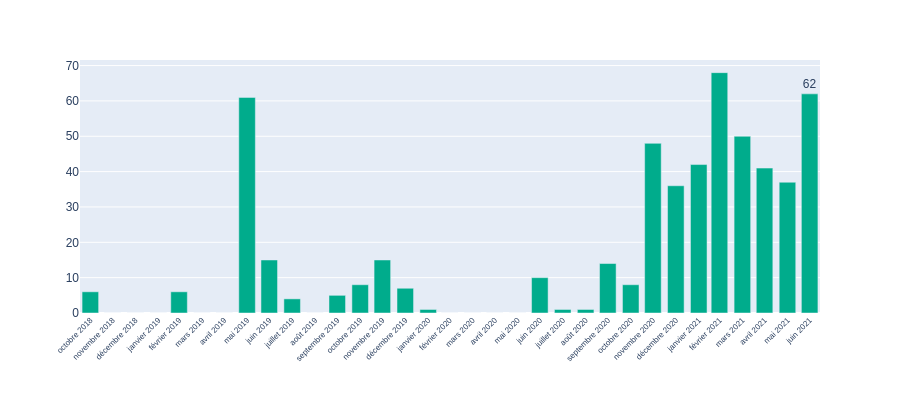 70
60
50
40
30
20
10
0
62
octobre 2018
novembre 2018
décembre 2018
janvier 2019
février 2019
mars 2019
avril 2019
mai 2019
juin 2019
juillet 2019
août 2019
septembre 2019
octobre 2019
novembre 2019
décembre 2019
janvier 2020
février 2020
mars 2020
avril 2020
mai 2020
juin 2020
juillet 2020
août 2020
septembre 2020
octobre 2020
novembre 2020
décembre 2020
janvier 2021
février 2021
mars 2021
avril 2021
mai 2021
juin 2021